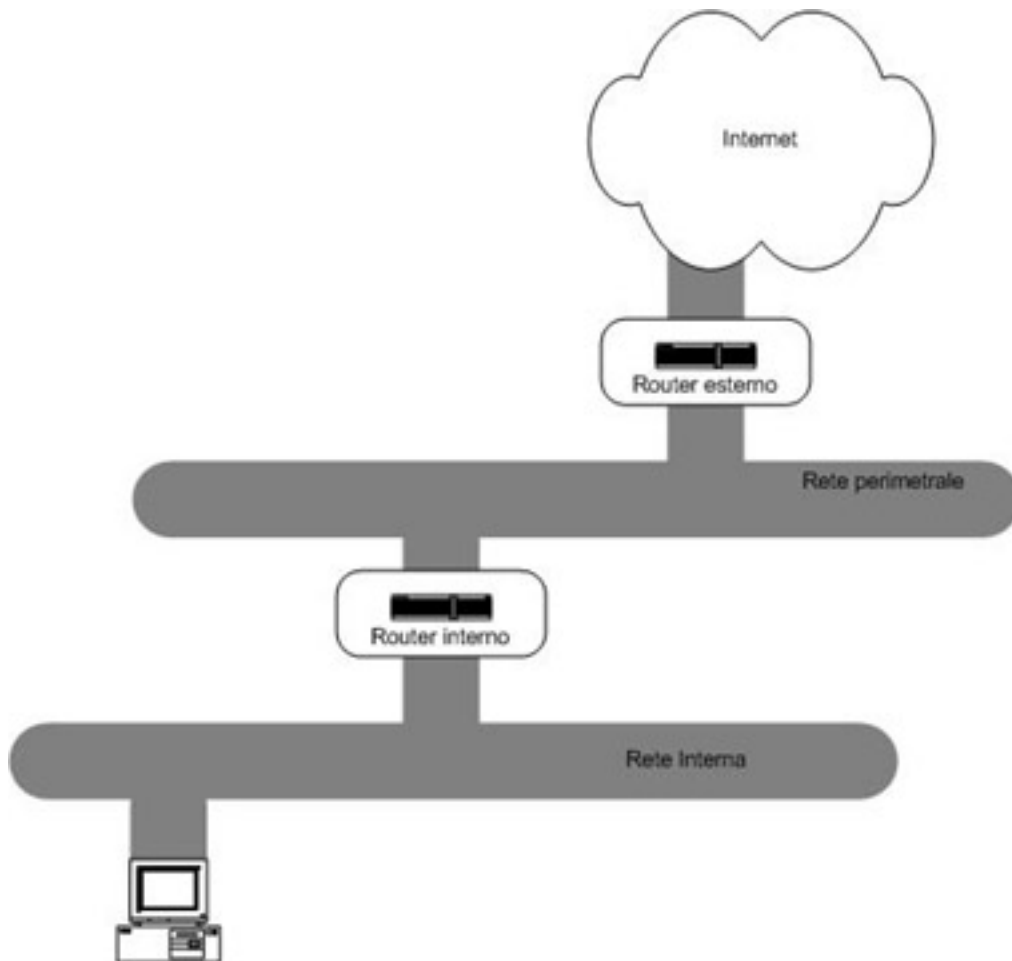 Internet
Router esterno
Rete perimetrale
Router interno
Rete Interna